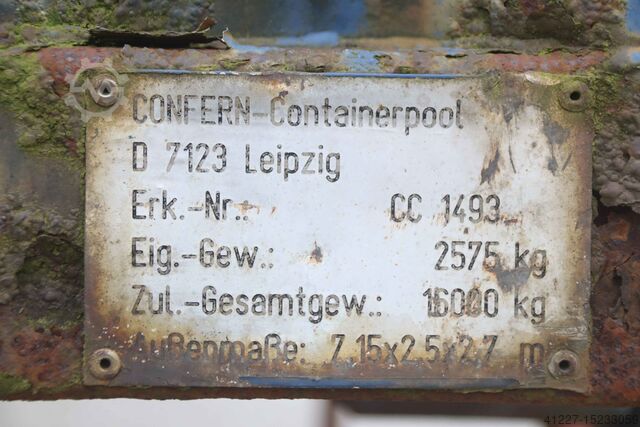 CONFERN-Containerpool
D 7123 Leipzig
Erk.-Nr.: CC 1493
Eig.-Gew.: 2575 kg
Zul.-Gesamtgew.: 16000 kg
Außenmaße: 7,15x2,5x2,7 m
41227-15233059